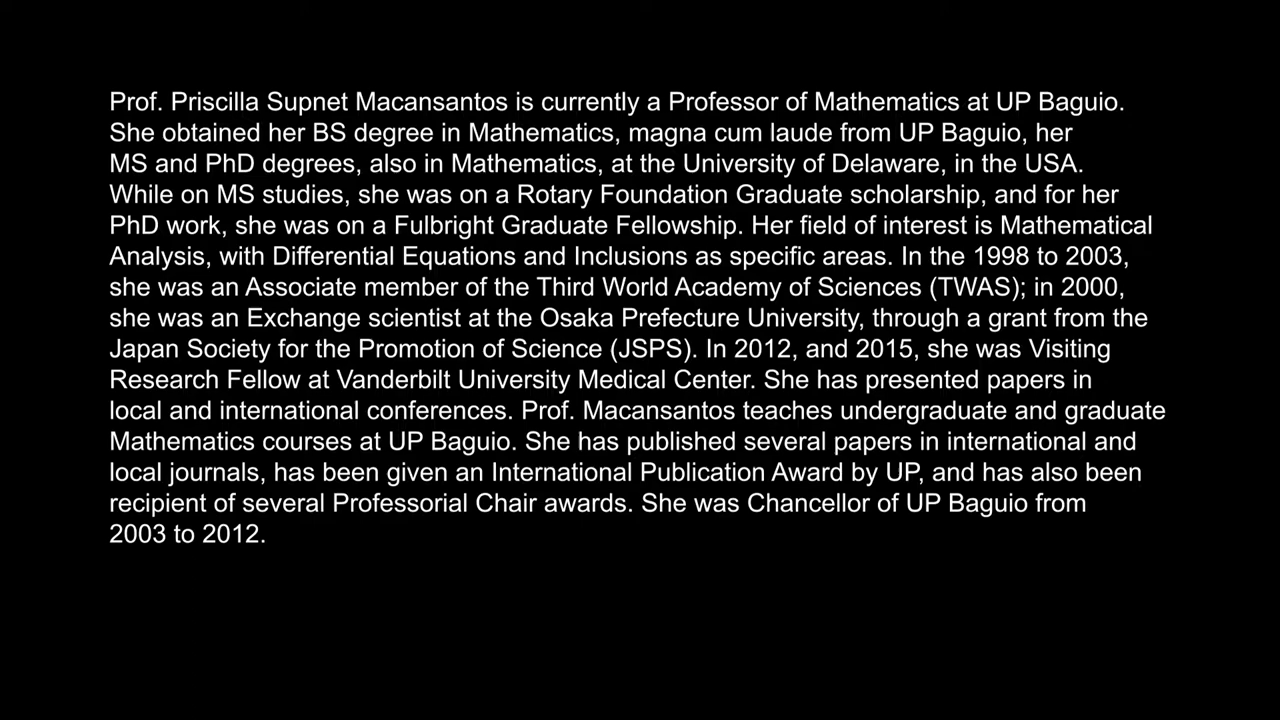 Prof. Priscilla Supnet Macansantos is currently a Professor of Mathematics at UP Baguio.
She obtained her BS degree in Mathematics, magna cum laude from UP Baguio, her
MS and PhD degrees, also in Mathematics, at the University of Delaware, in the USA.
While on MS studies, she was on a Rotary Foundation Graduate scholarship, and for her
PhD work, she was on a Fulbright Graduate Fellowship. Her field of interest is Mathematical
Analysis, with Differential Equations and Inclusions as specific areas. In the 1998 to 2003,
she was an Associate member of the Third World Academy of Sciences (TWAS); in 2000,
she was an Exchange scientist at the Osaka Prefecture University, through a grant from the
Japan Society for the Promotion of Science (JSPS). In 2012, and 2015, she was Visiting
Research Fellow at Vanderbilt University Medical Center. She has presented papers in
local and international conferences. Prof. Macansantos teaches undergraduate and graduate
Mathematics courses at UP Baguio. She has published several papers in international and
local journals, has been given an International Publication Award by UP, and has also been
recipient of several Professorial Chair awards. She was Chancellor of UP Baguio from
2003 to 2012.